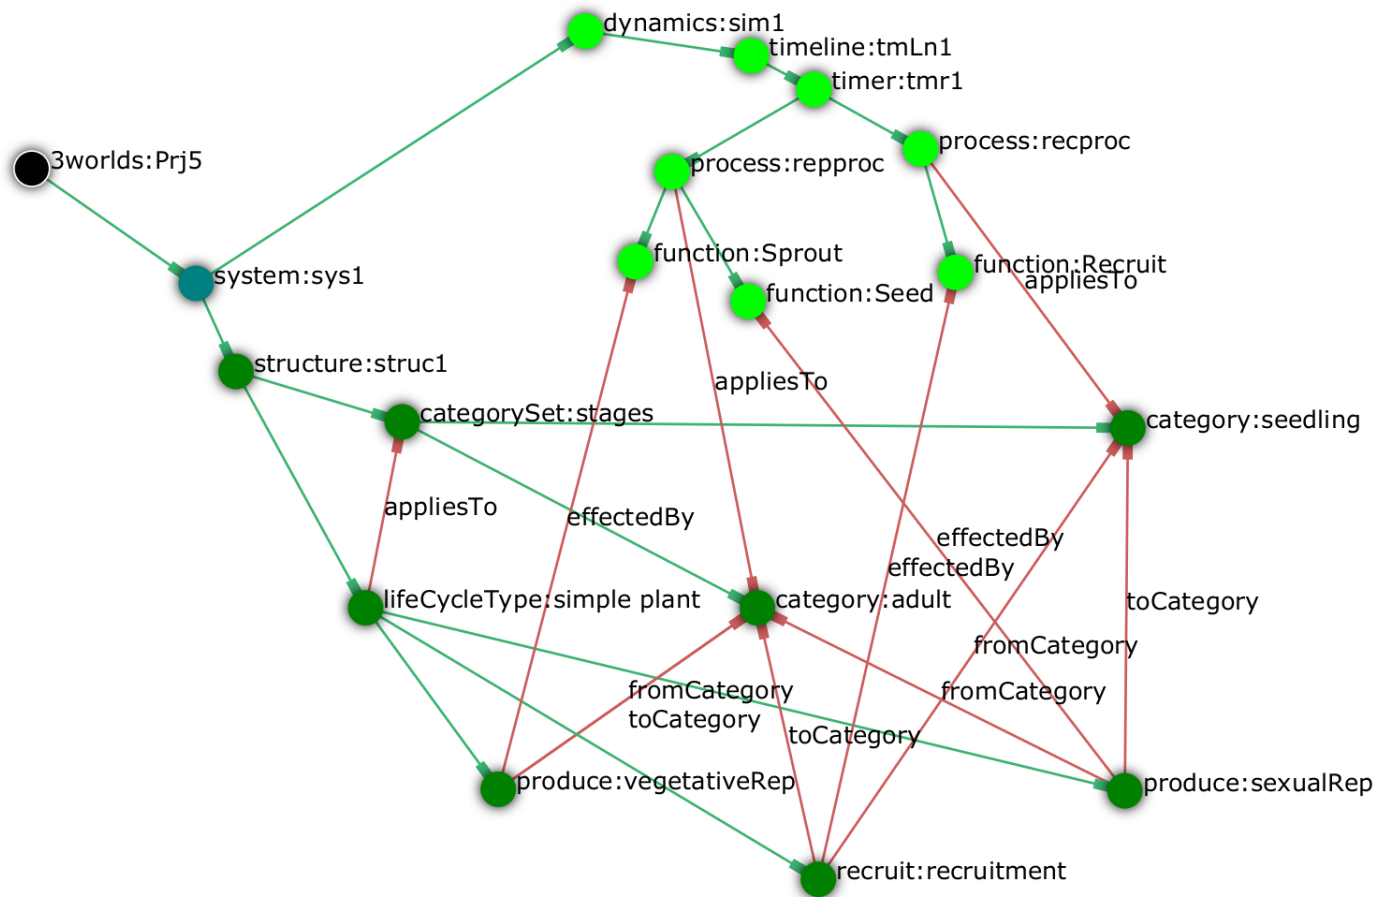 dynamics:sim1
timeline:tmLn1
timer:tmr1
process:recproc
3worlds:Prj5
process:repproc
function:Sprout
function:Recruit
system:sys1
appliesTo
function:Seed
structure:struc1
appliesTo
categorySet:stages
category:seedling
appliesTo
effectedBy
effectedBy
effectedBy
lifeCycleType:simple plant
category:adult
toCategory
fromCategory
fromCategory
fromCategory
toCategory
toCategory
produce:vegetativeRep
produce:sexualRep
recruit:recruitment